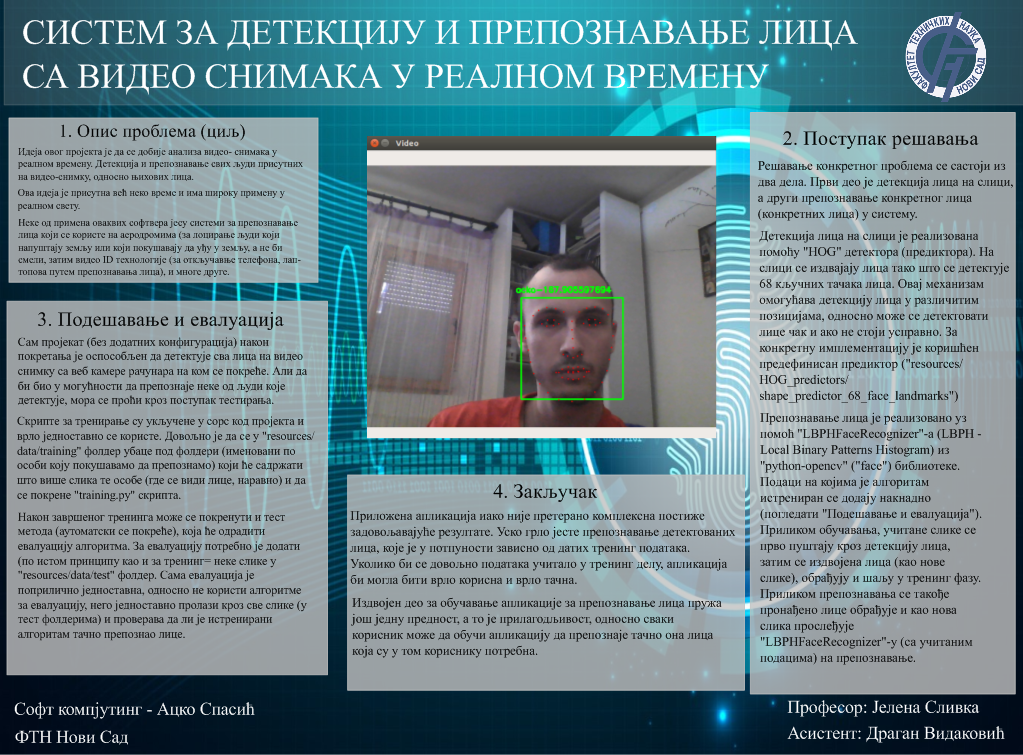 СИСТЕМ ЗА ДЕТЕКЦИЈУ И ПРЕПОЗНАВАЊЕ ЛИЦА
СА ВИДЕО СНИМАКА У РЕАЛНОМ ВРЕМЕНУ
ФАКУЛТЕТ ТЕХНИЧКИХ НАУКА
НОВИ САД
1. Опис проблема (циљ)
Идеја овог пројекта је да се добије анализа видео- снимака у
реалном времену. Детекција и препознавање свих људи присутних
на видео-снимку, односно њихових лица.
Ова идеја је присутна већ неко време и има широку примену у
реалном свету.
Неке од примена оваквих софтвера јесу системи за препознавање
лица који се користе на аеродромима (за лоцирање људи који
напуштају земљу или који покушавају да уђу у земљу, а не би
смели, затим видео ID технологије (за откључавање телефона, лап-
топова путем препознавања лица), и многе друге.
3. Подешавање и евалуација
Сам пројекат (без додатних конфигурација) након
покретања је оспособљен да детектује сва лица на видео
снимку са веб камере рачунара на ком се покреће. Али да
би био у могућности да препознаје неке од људи које
детектује, мора се проћи кроз поступак тестирања.
Скрипте за тренирање су укључене у сорс код пројекта и
врло једноставно се користе. Довољно је да се у "resources/
data/training" фолдер убаце под фолдери (именовани по
особи коју покушавамо да препознамо) који ће садржати
што више слика те особе (где се види лице, наравно) и да
се покрене "training.py" скрипта.
Након завршеног тренинга може се покренути и тест
метода (аутоматски се покреће), која ће одрадити
евалуацију алгоритма. За евалуацију потребно је додати
(по истом принципу као и за тренинг= неке слике у
"resources/data/test" фолдер. Сама евалуација је
поприлично једноставна, односно не користи алгоритме
за евалуацију, него једноставно пролази кроз све слике (у
тест фолдерима) и проверава да ли је истренирани
алгоритам тачно препознао лице.
Video
4. Закључак
Приложена апликација иако није претерано комплексна постиже
задовољавајуће резултате. Уско грло јесте препознавање детектованих
лица, које је у потпуности зависно од датих тренинг података.
Уколико би се довољно података учитало у тренинг делу, апликација
би могла бити врло корисна и врло тачна.
Издвојен део за обучавање апликације за препознавање лица пружа
још једну предност, а то је прилагодљивост, односно сваки
корисник може да обучи апликацију да препознаје тачно она лица
која су у том кориснику потребна.
2. Поступак решавања
Решавање конкретног проблема се састоји из
два дела. Први део је детекција лица на слици,
а други препознавање конкретног лица
(конкретних лица) у систему.
Детекција лица на слици је реализована
помоћу "HOG" детектора (предиктора). На
слици се издвајају лица тако што се детектује
68 кључних тачака лица. Овај механизам
омогућава детекцију лица у различитим
позицијама, односно може се детектовати
лице чак и ако не стоји усправно. За
конкретну имплементацију је коришћен
предефинисан предиктор ("resources/
HOG_predictors/
shape_predictor_68_face_landmarks")
Препознавање лица је реализовано уз
помоћ "LBPHFaceRecognizer"-а (LBPH -
Local Binary Patterns Histogram) из
"python-opencv" ("face") библиотеке.
Подаци на којима је алгоритам
истрениран се додају накнадно
(погледати "Подешавање и евалуација").
Приликом обучавања, учитане слике се
прво пуштају кроз детекцију лица,
затим се издвојена лица (као нове
слике), обрађују и шаљу у тренинг фазу.
Приликом препознавања се такође
пронађено лице обрађује и као нова
слика прослеђује
"LBPHFaceRecognizer"-у (са учитаним
подацима) на препознавање.
Софт компјутинг - Ацко Спасић
ФТН Нови Сад
Професор: Јелена Сливка
Асистент: Драган Видаковић